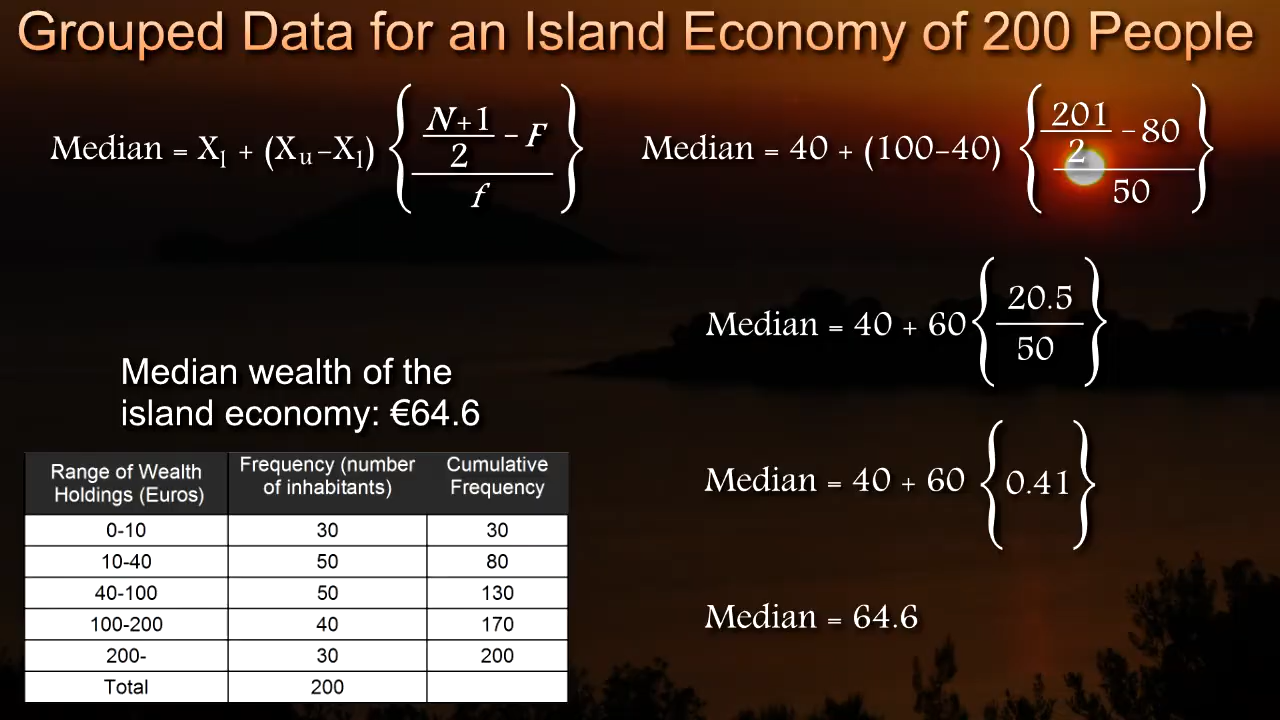 Grouped Data for an Island Economy of 200 People
Median = X₁ + (Xᵤ-X₁) { (N+1)/2 - F / f }
Median = 40 + (100-40) { 201/2 - 80 / 50 }
Median = 40 + 60 { 20.5 / 50 }
Median = 40 + 60 { 0.41 }
Median = 64.6
Median wealth of the
island economy: €64.6
Range of Wealth Holdings (Euros) Frequency (number of inhabitants) Cumulative Frequency
0-10 30 30
10-40 50 80
40-100 50 130
100-200 40 170
200- 30 200
Total 200